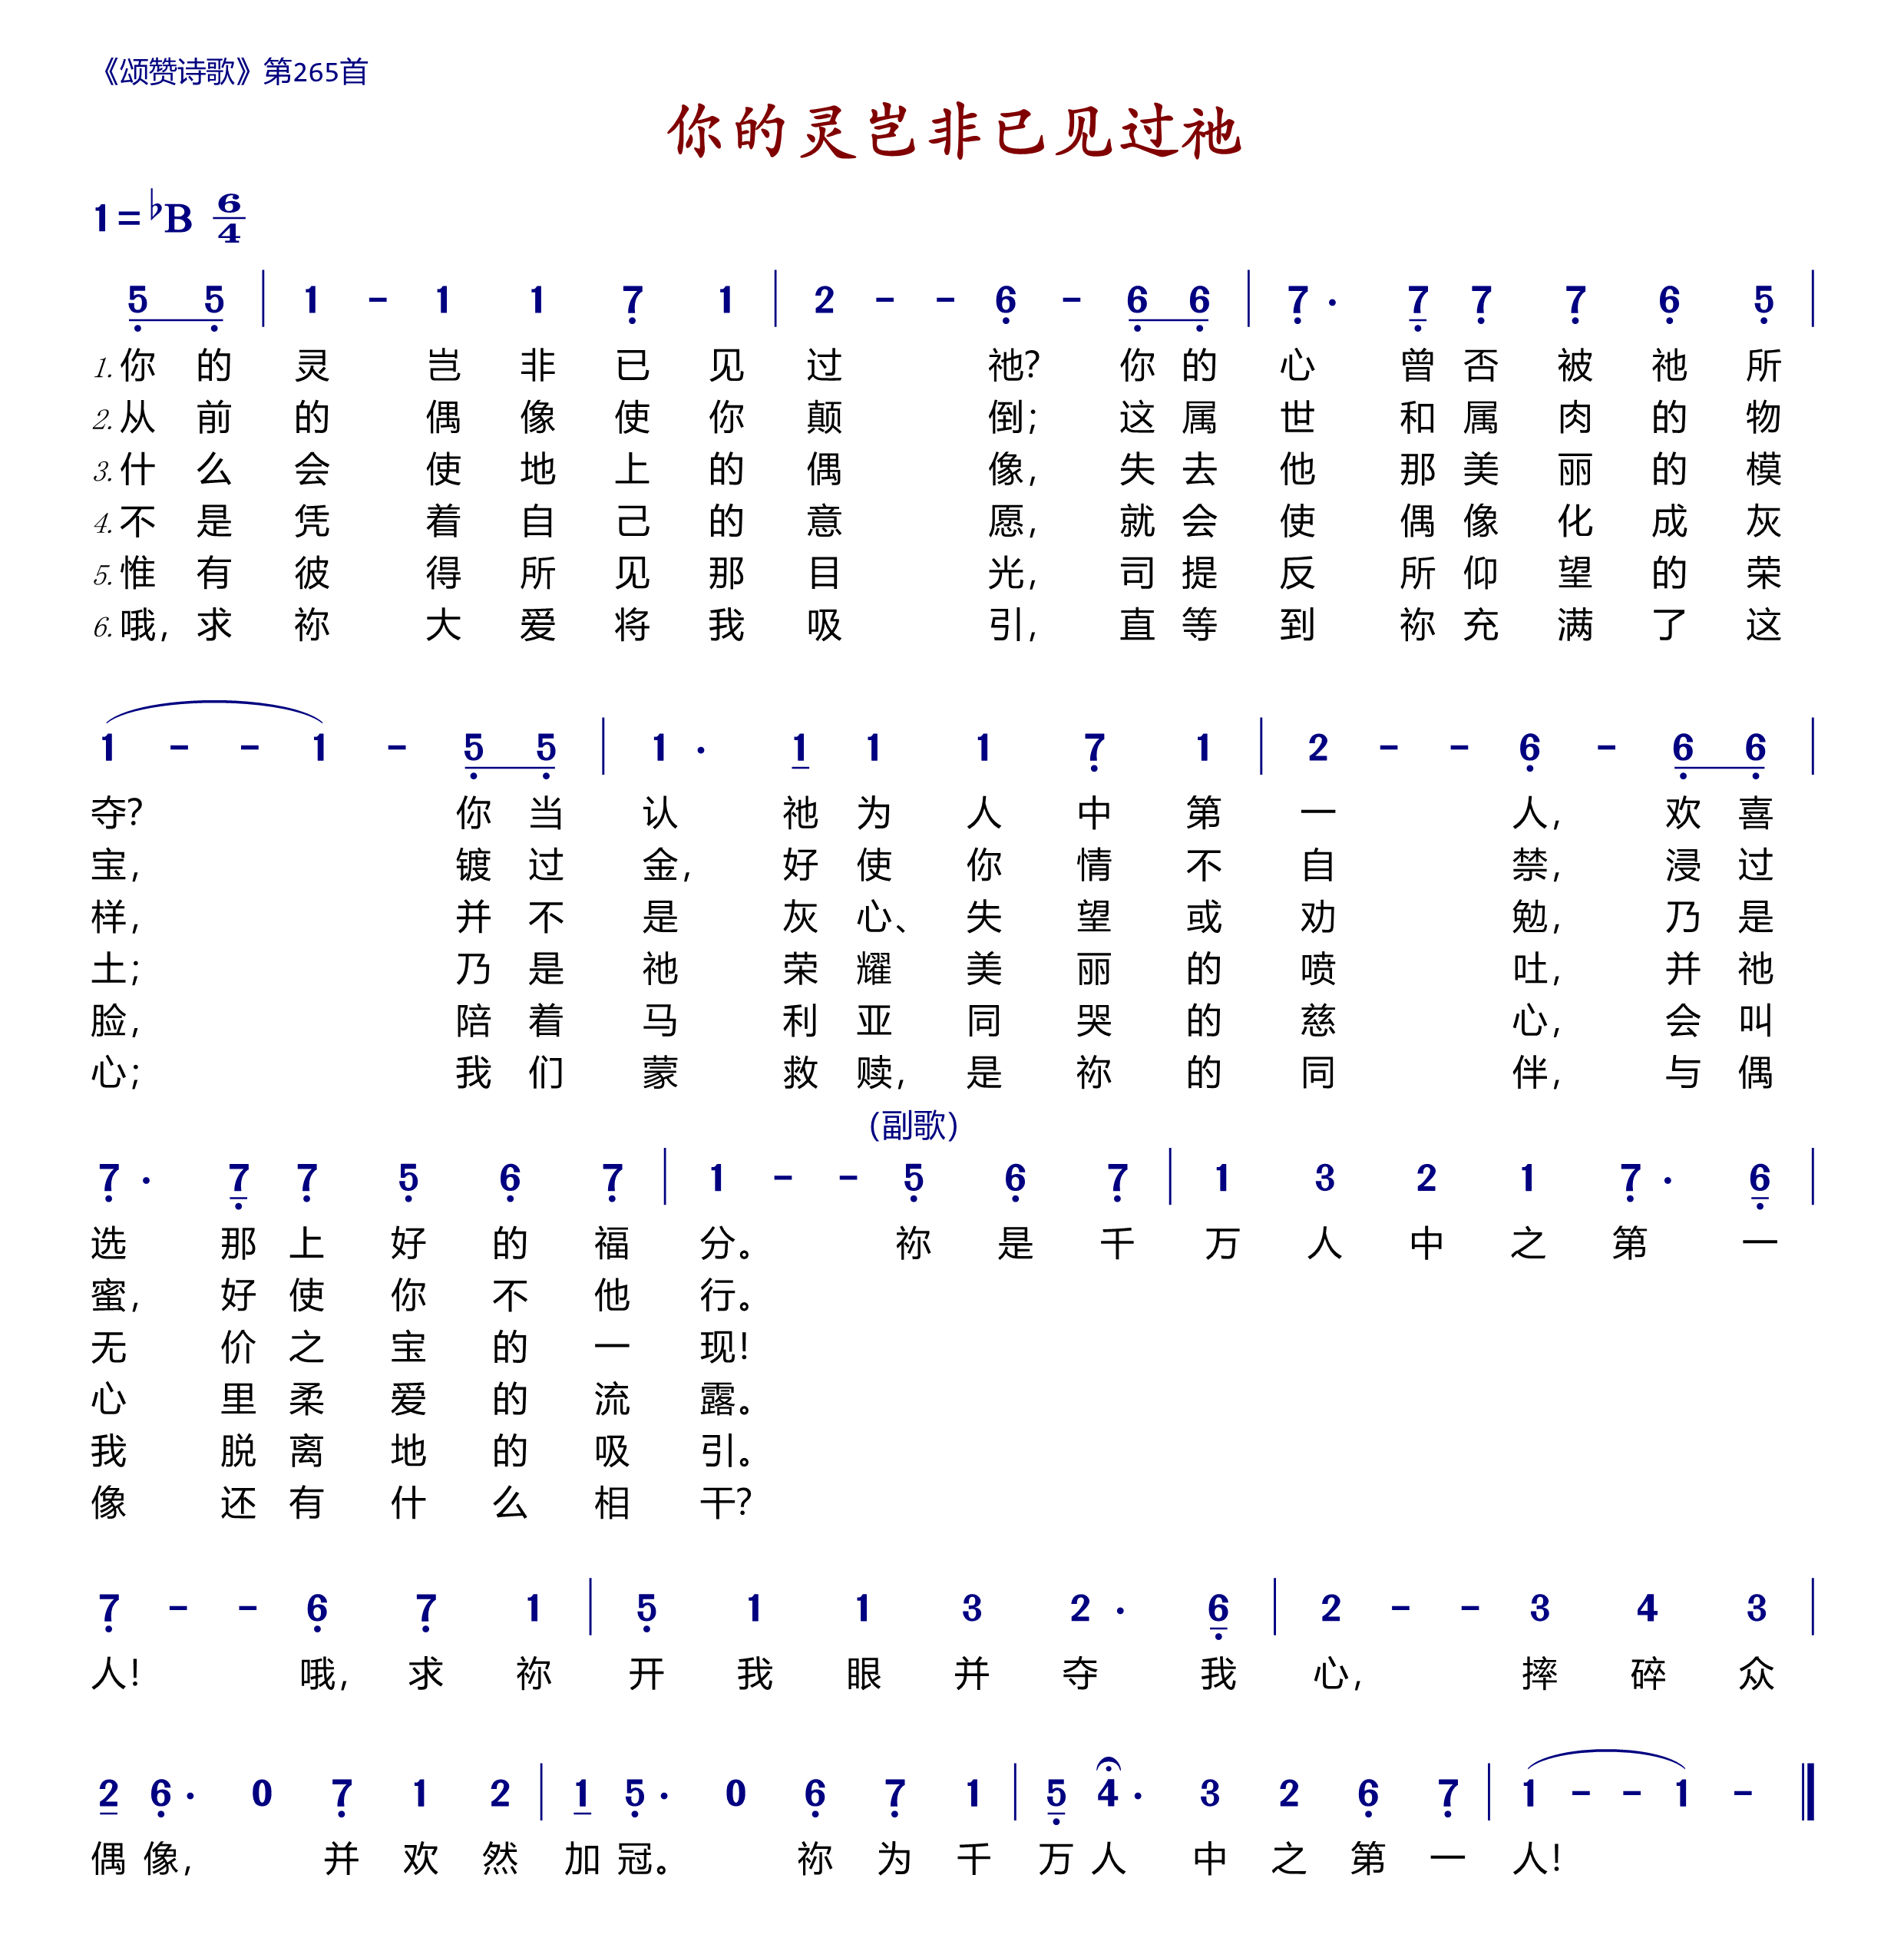 《颂赞诗歌》第265首
你的灵岂非已见过祂
1=♭B 6/4
5 5 | 1 - 1 1 7 1 | 2 - - 6 - 6 6 | 7 · 7 7 7 6 5 |
1. 你的灵岂非已见过祂？你的心曾否被祂所
2. 从前的偶像使你颠倒；这属世和属肉的物
3. 什么会使地上的偶像，失去他那美丽的模
4. 不是凭着自己的意愿，就会使偶像化成灰
5. 惟有彼得所见那目光，司提反所仰望的荣
6. 哦，求祢大爱将我吸引，直等到祢充满了这
1 - - 1 - 5 5 | 1 · 1 1 1 7 1 | 2 - - 6 - 6 6 |
夺？你当认祂为人中第一人，欢喜
宝，镀过金，好使你情不自禁，浸过
样，并不是灰心、失望或劝勉，乃是
土；乃是祂荣耀美丽的喷吐，并祂
脸，陪着马利亚同哭的慈心，会叫
心；我们蒙救赎，是祢的同伴，与偶
（副歌）
7 · 7 7 5 6 7 | 1 - - 5 6 7 | 1 3 2 1 7 · 6 |
选那上好的福分。祢是千万人中之第一
蜜，好使你不他行。
无价之宝的一现！
心里柔爱的流露。
我脱离地的吸引。
像还有什么相干？
7 - - 6 7 1 | 5 1 1 3 2 · 6 | 2 - - 3 4 3 |
人！哦，求祢开我眼并夺我心，摔碎众
2 6 · 0 7 1 2 | 1 5 · 0 6 7 1 | 5 4 · 3 2 6 7 | 1 - - 1 - ‖
偶像，并欢然加冠。祢为千万人中之第一人！